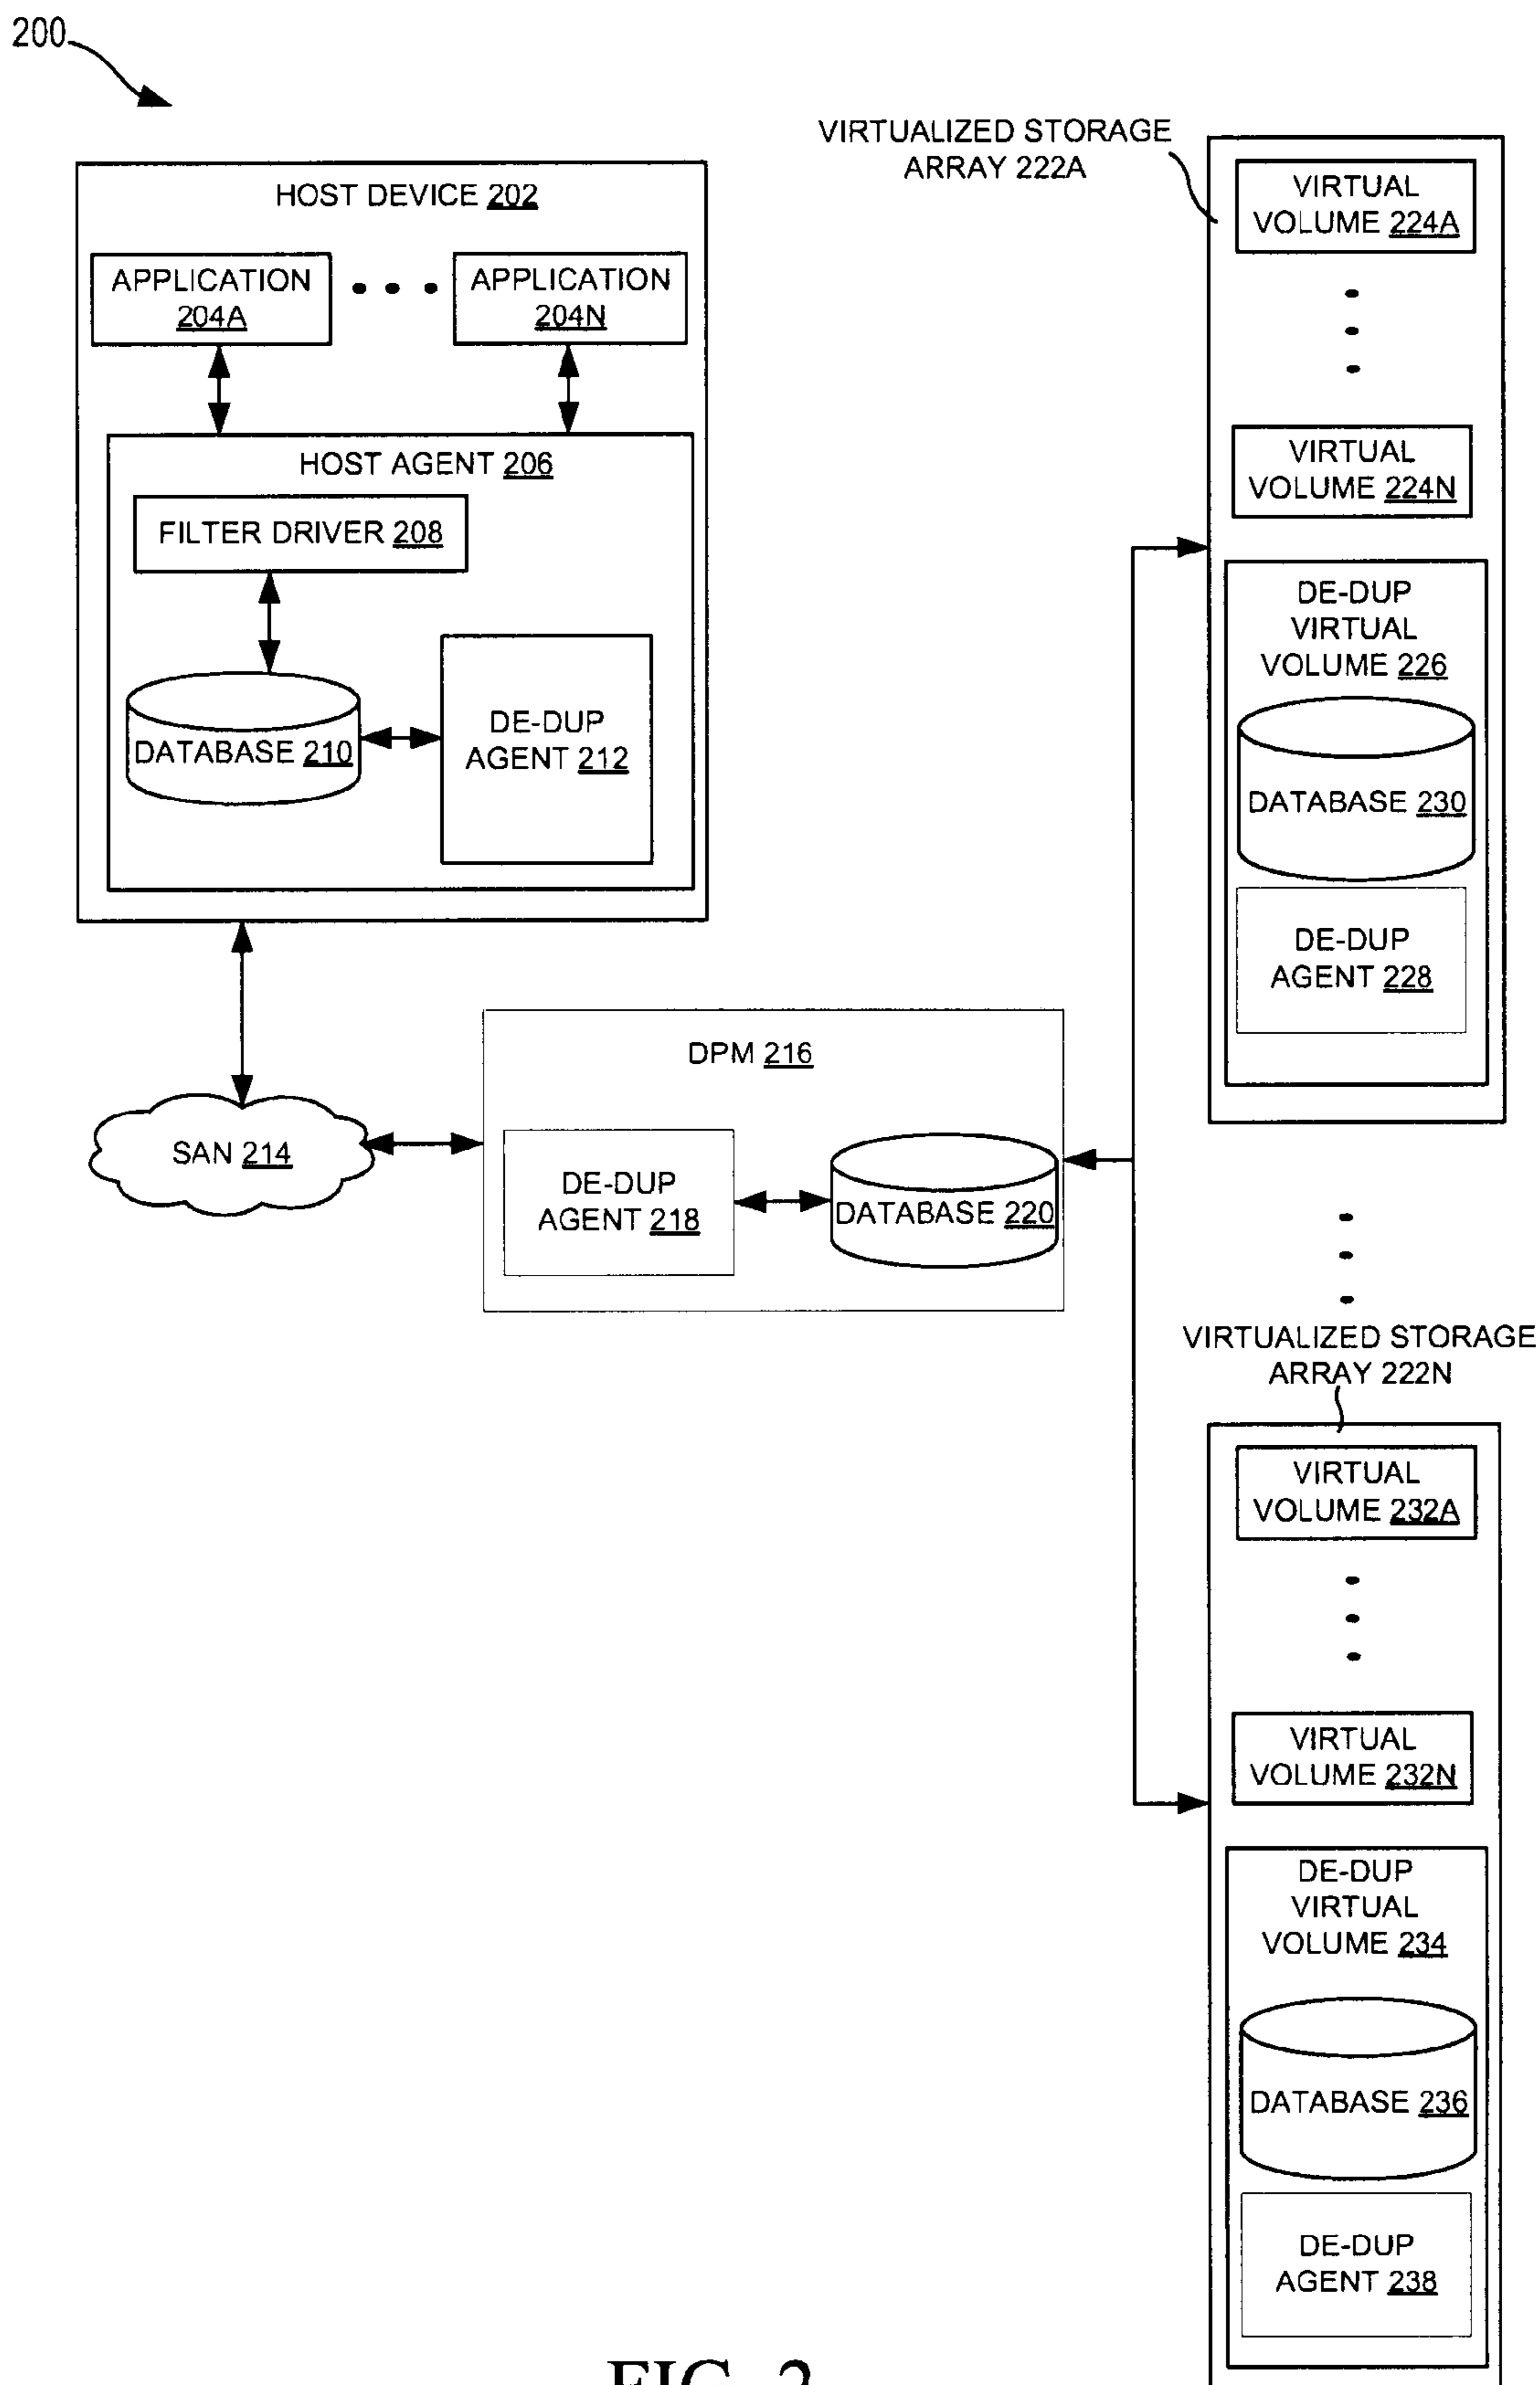 200
VIRTUALIZED STORAGE
ARRAY 222A
HOST DEVICE 202
APPLICATION
204A
APPLICATION
204N
HOST AGENT 206
FILTER DRIVER 208
DATABASE 210
DE-DUP
AGENT 212
VIRTUAL
VOLUME 224A
VIRTUAL
VOLUME 224N
DE-DUP
VIRTUAL
VOLUME 226
DATABASE 230
DE-DUP
AGENT 228
SAN 214
DPM 216
DE-DUP
AGENT 218
DATABASE 220
VIRTUALIZED STORAGE
ARRAY 222N
VIRTUAL
VOLUME 232A
VIRTUAL
VOLUME 232N
DE-DUP
VIRTUAL
VOLUME 234
DATABASE 236
DE-DUP
AGENT 238
FIG. 2